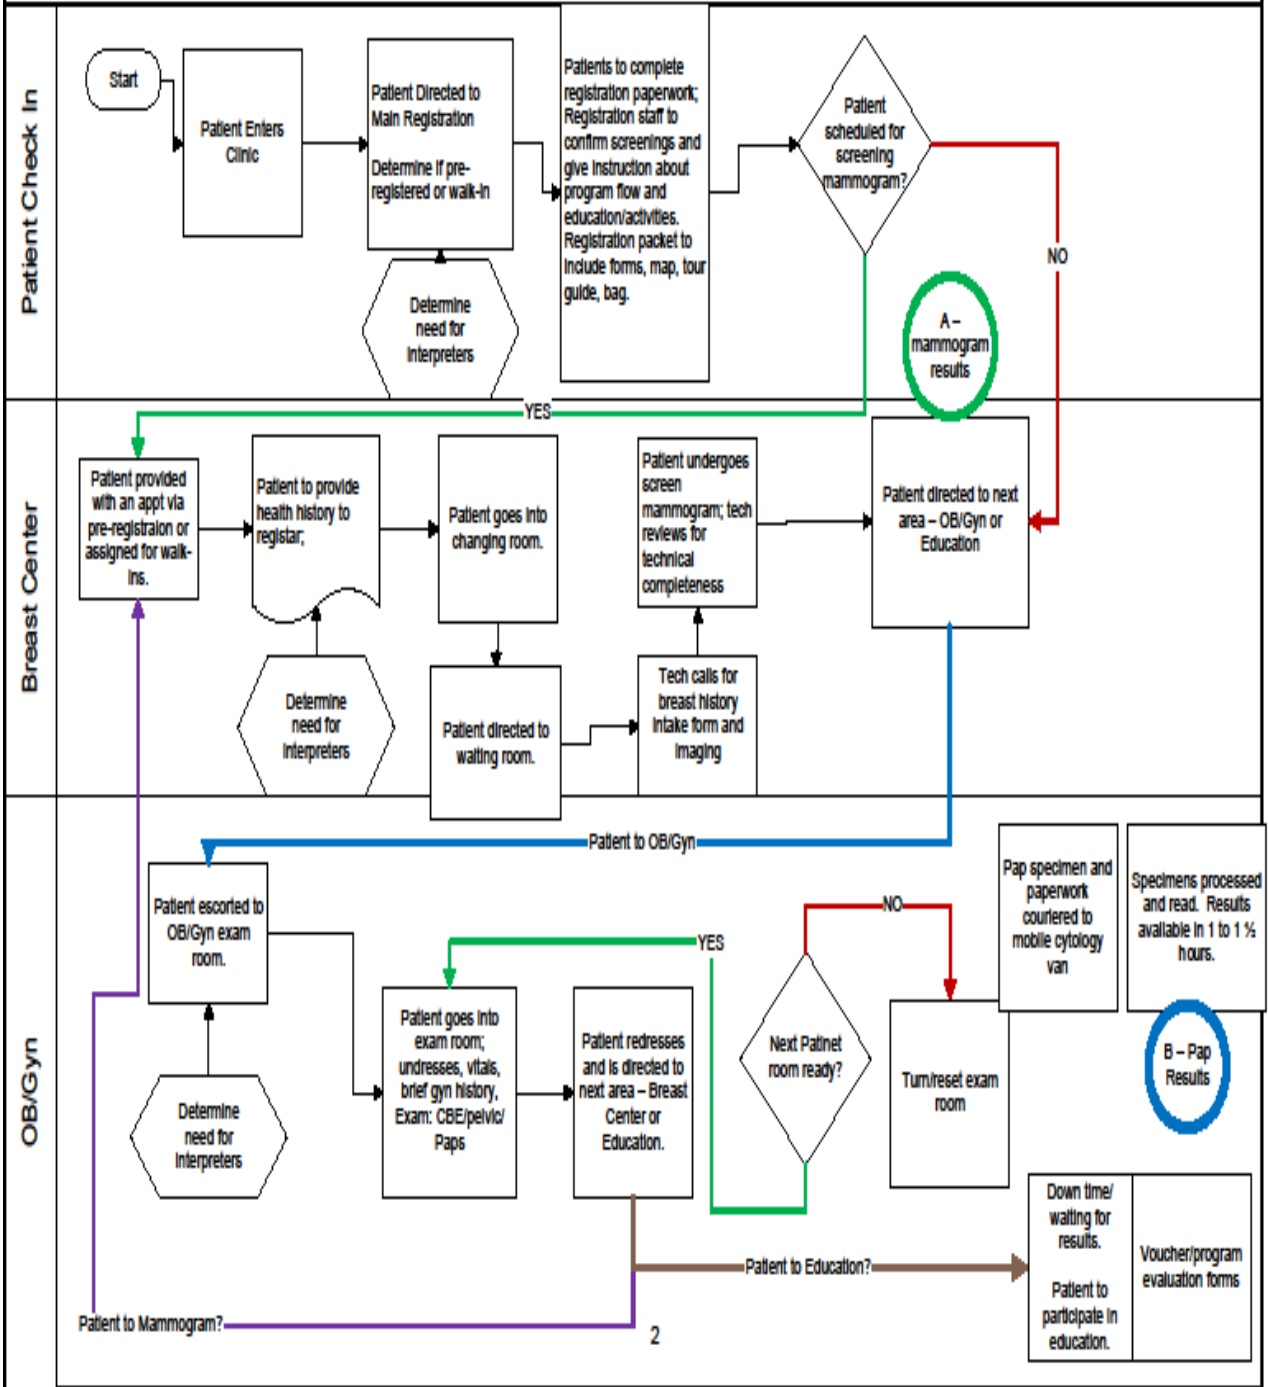 Patient Check In
Start
Patient Enters
Clinic
Patient Directed to
Main Registration
Determine if pre-
registered or walk-in
Determine
need for
Interpreters
Patients to complete
registration paperwork;
Registration staff to
confirm screenings and
give instruction about
program flow and
education/activities.
Registration packet to
include forms, map, tour
guide, bag.
Patient
scheduled for
screening
mammogram?
NO
A –
mammogram
results
YES
Breast Center
Patient provided
with an appt via
pre-registraion or
assigned for walk-
ins.
Patient to provide
health history to
registar;
Determine
need for
Interpreters
Patient goes into
changing room.
Patient directed to
waiting room.
Patient undergoes
screen
mammogram; tech
reviews for
technical
completeness
Tech calls for
breast history
intake form and
imaging
Patient directed to next
area – OB/Gyn or
Education
OB/Gyn
Patient to OB/Gyn
Patient escorted to
OB/Gyn exam
room.
Determine
need for
Interpreters
YES
Patient goes into
exam room;
undresses, vitals,
brief gyn history,
Exam: CBE/pelvic/
Paps
Patient redresses
and is directed to
next area – Breast
Center or
Education.
NO
Next Patinet
room ready?
Turn/reset exam
room
Pap specimen and
paperwork
couriered to
mobile cytology
van
Specimens processed
and read. Results
available in 1 to 1 ½
hours.
B – Pap
Results
Patient to Education?
Down time/
waiting for
results.
Patient to
participate in
education.
Voucher/program
evaluation forms
Patient to Mammogram?
2